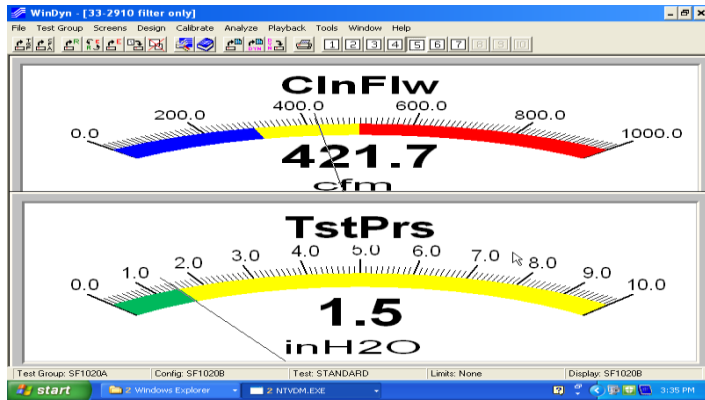 WinDyn - [33-2910 filter only]
File Test Group Screens Design Calibrate Analyze Playback Tools Window Help
1 2 3 4 5 6 7 8 9 10
ClnFlw
0.0 200.0 400.0 600.0 800.0 1000.0
421.7
cfm
TstPrs
0.0 1.0 2.0 3.0 4.0 5.0 6.0 7.0 8.0 9.0 10.0
1.5
inH2O
Test Group: SF1020A Config: SF1020B Test: STANDARD Limits: None Display: SF1020B
start 2 Windows Explorer 2 NTVDM.EXE 3:35 PM